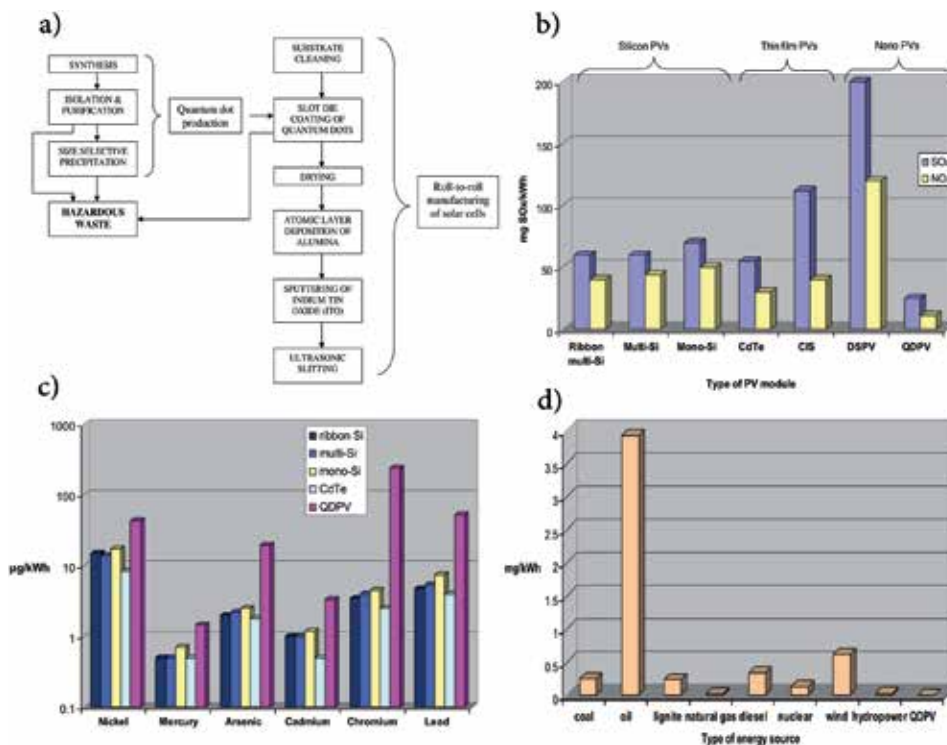 a)
SYNTHESIS
ISOLATION &
PURIFICATION
SIZE SELECTIVE
PRECIPITATION
HAZARDOUS
WASTE
Quantum dot
production
SUBSTRATE
CLEANING
SLOT DIE
COATING OF
QUANTUM DOTS
DRYING
ATOMIC LAYER
DEPOSITION OF
ALUMINA
SPUTTERING OF
INDIUM TIN
OXIDE (ITO)
ULTRASONIC
SLITTING
Roll-to-roll
manufacturing
of solar cells
b)
Silicon PVs Thin film PVs Nano PVs
200
150
100
50
0
mg SOx/kWh
Ribbon multi-Si Multi-Si Mono-Si CdTe CIS DSPV QDPV
Type of PV module
c)
1000
100
10
1
0.1
µg/kWh
ribbon Si
multi-Si
mono-Si
CdTe
QDPV
Nickel Mercury Arsenic Cadmium Chromium Lead
d)
4
3.5
3
2.5
2
1.5
1
0.5
0
mg/kWh
coal oil lignite natural gas diesel nuclear wind hydropower QDPV
Type of energy source